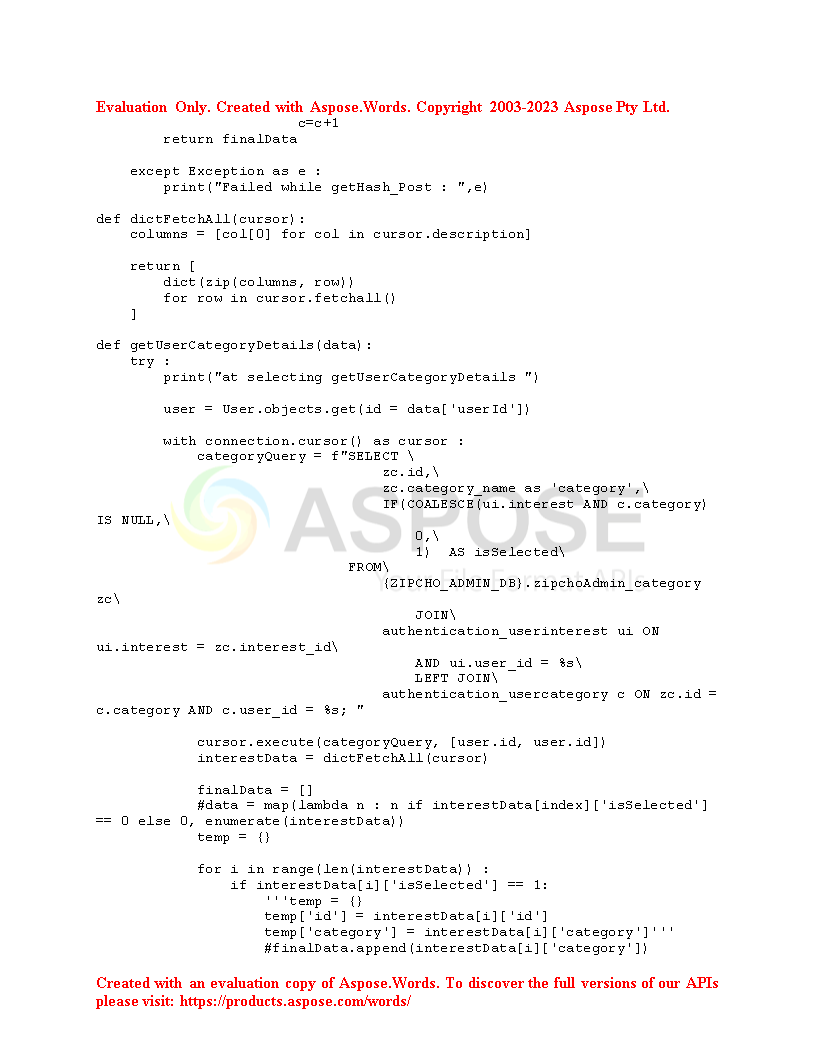 Evaluation Only. Created with Aspose.Words. Copyright 2003-2023 Aspose Pty Ltd.
                        c=c+1
        return finalData

    except Exception as e :
        print("Failed while getHash_Post : ",e)

def dictFetchAll(cursor):
    columns = [col[0] for col in cursor.description]

    return [
        dict(zip(columns, row))
        for row in cursor.fetchall()
    ]

def getUserCategoryDetails(data):
    try :
        print("at selecting getUserCategoryDetails ")

        user = User.objects.get(id = data['userId'])

        with connection.cursor() as cursor :
            categoryQuery = f"SELECT \
                                  zc.id,\
                                  zc.category_name as 'category',\
                                  IF(COALESCE(ui.interest AND c.category)
IS NULL,\
                                      0,\
                                      1)  AS isSelected\
                              FROM\
                                  {ZIPCHO_ADMIN_DB}.zipchoAdmin_category
zc\
                                      JOIN\
                                  authentication_userinterest ui ON
ui.interest = zc.interest_id\
                                      AND ui.user_id = %s\
                                      LEFT JOIN\
                                  authentication_usercategory c ON zc.id =
c.category AND c.user_id = %s; "

            cursor.execute(categoryQuery, [user.id, user.id])
            interestData = dictFetchAll(cursor)

            finalData = []
            #data = map(lambda n : n if interestData[index]['isSelected']
== 0 else 0, enumerate(interestData))
            temp = {}

            for i in range(len(interestData)) :
                if interestData[i]['isSelected'] == 1:
                    '''temp = {}
                    temp['id'] = interestData[i]['id']
                    temp['category'] = interestData[i]['category']'''
                    #finalData.append(interestData[i]['category'])
ASPOSE
Your File Format APIs
Created with an evaluation copy of Aspose.Words. To discover the full versions of our APIs
please visit: https://products.aspose.com/words/